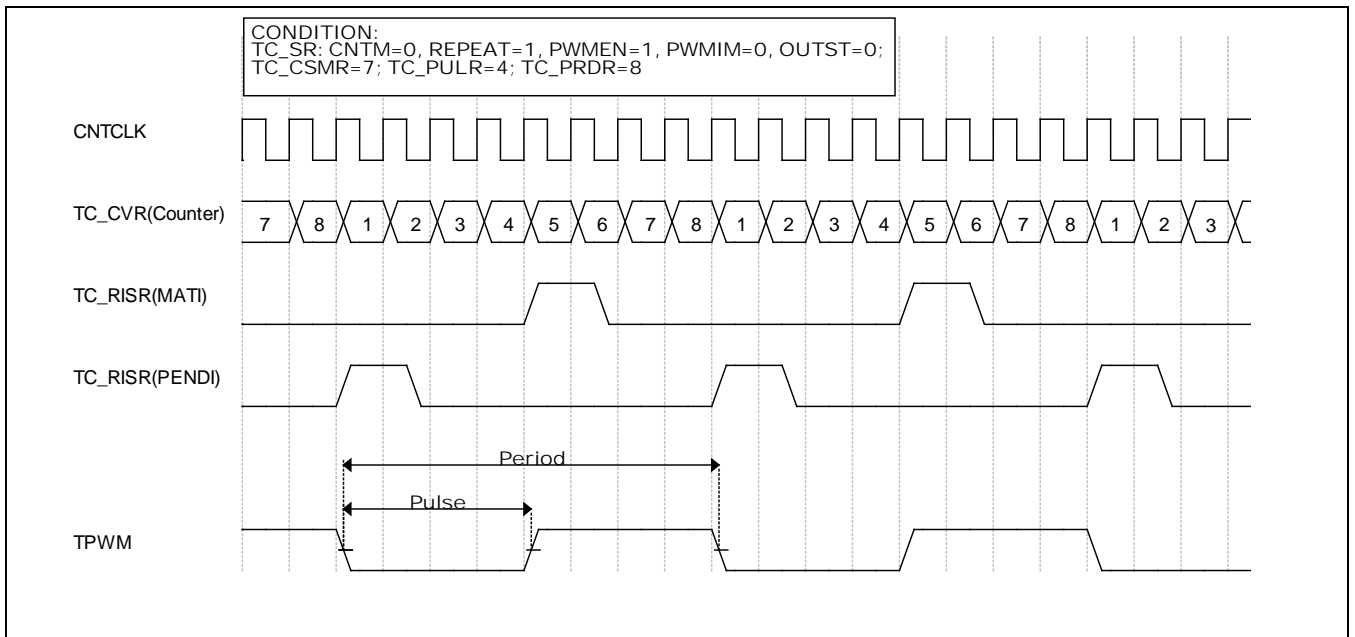 CONDITION:
TC_SR: CNTM=0, REPEAT=1, PWMEN=1, PWMIM=0, OUTST=0;
TC_CSMR=7; TC_PULR=4; TC_PRDR=8
CNTCLK
TC_CVR(Counter) 7 8 1 2 3 4 5 6 7 8 1 2 3 4 5 6 7 8 1 2 3
TC_RISR(MATI)
TC_RISR(PENDI)
Period
Pulse
TPWM